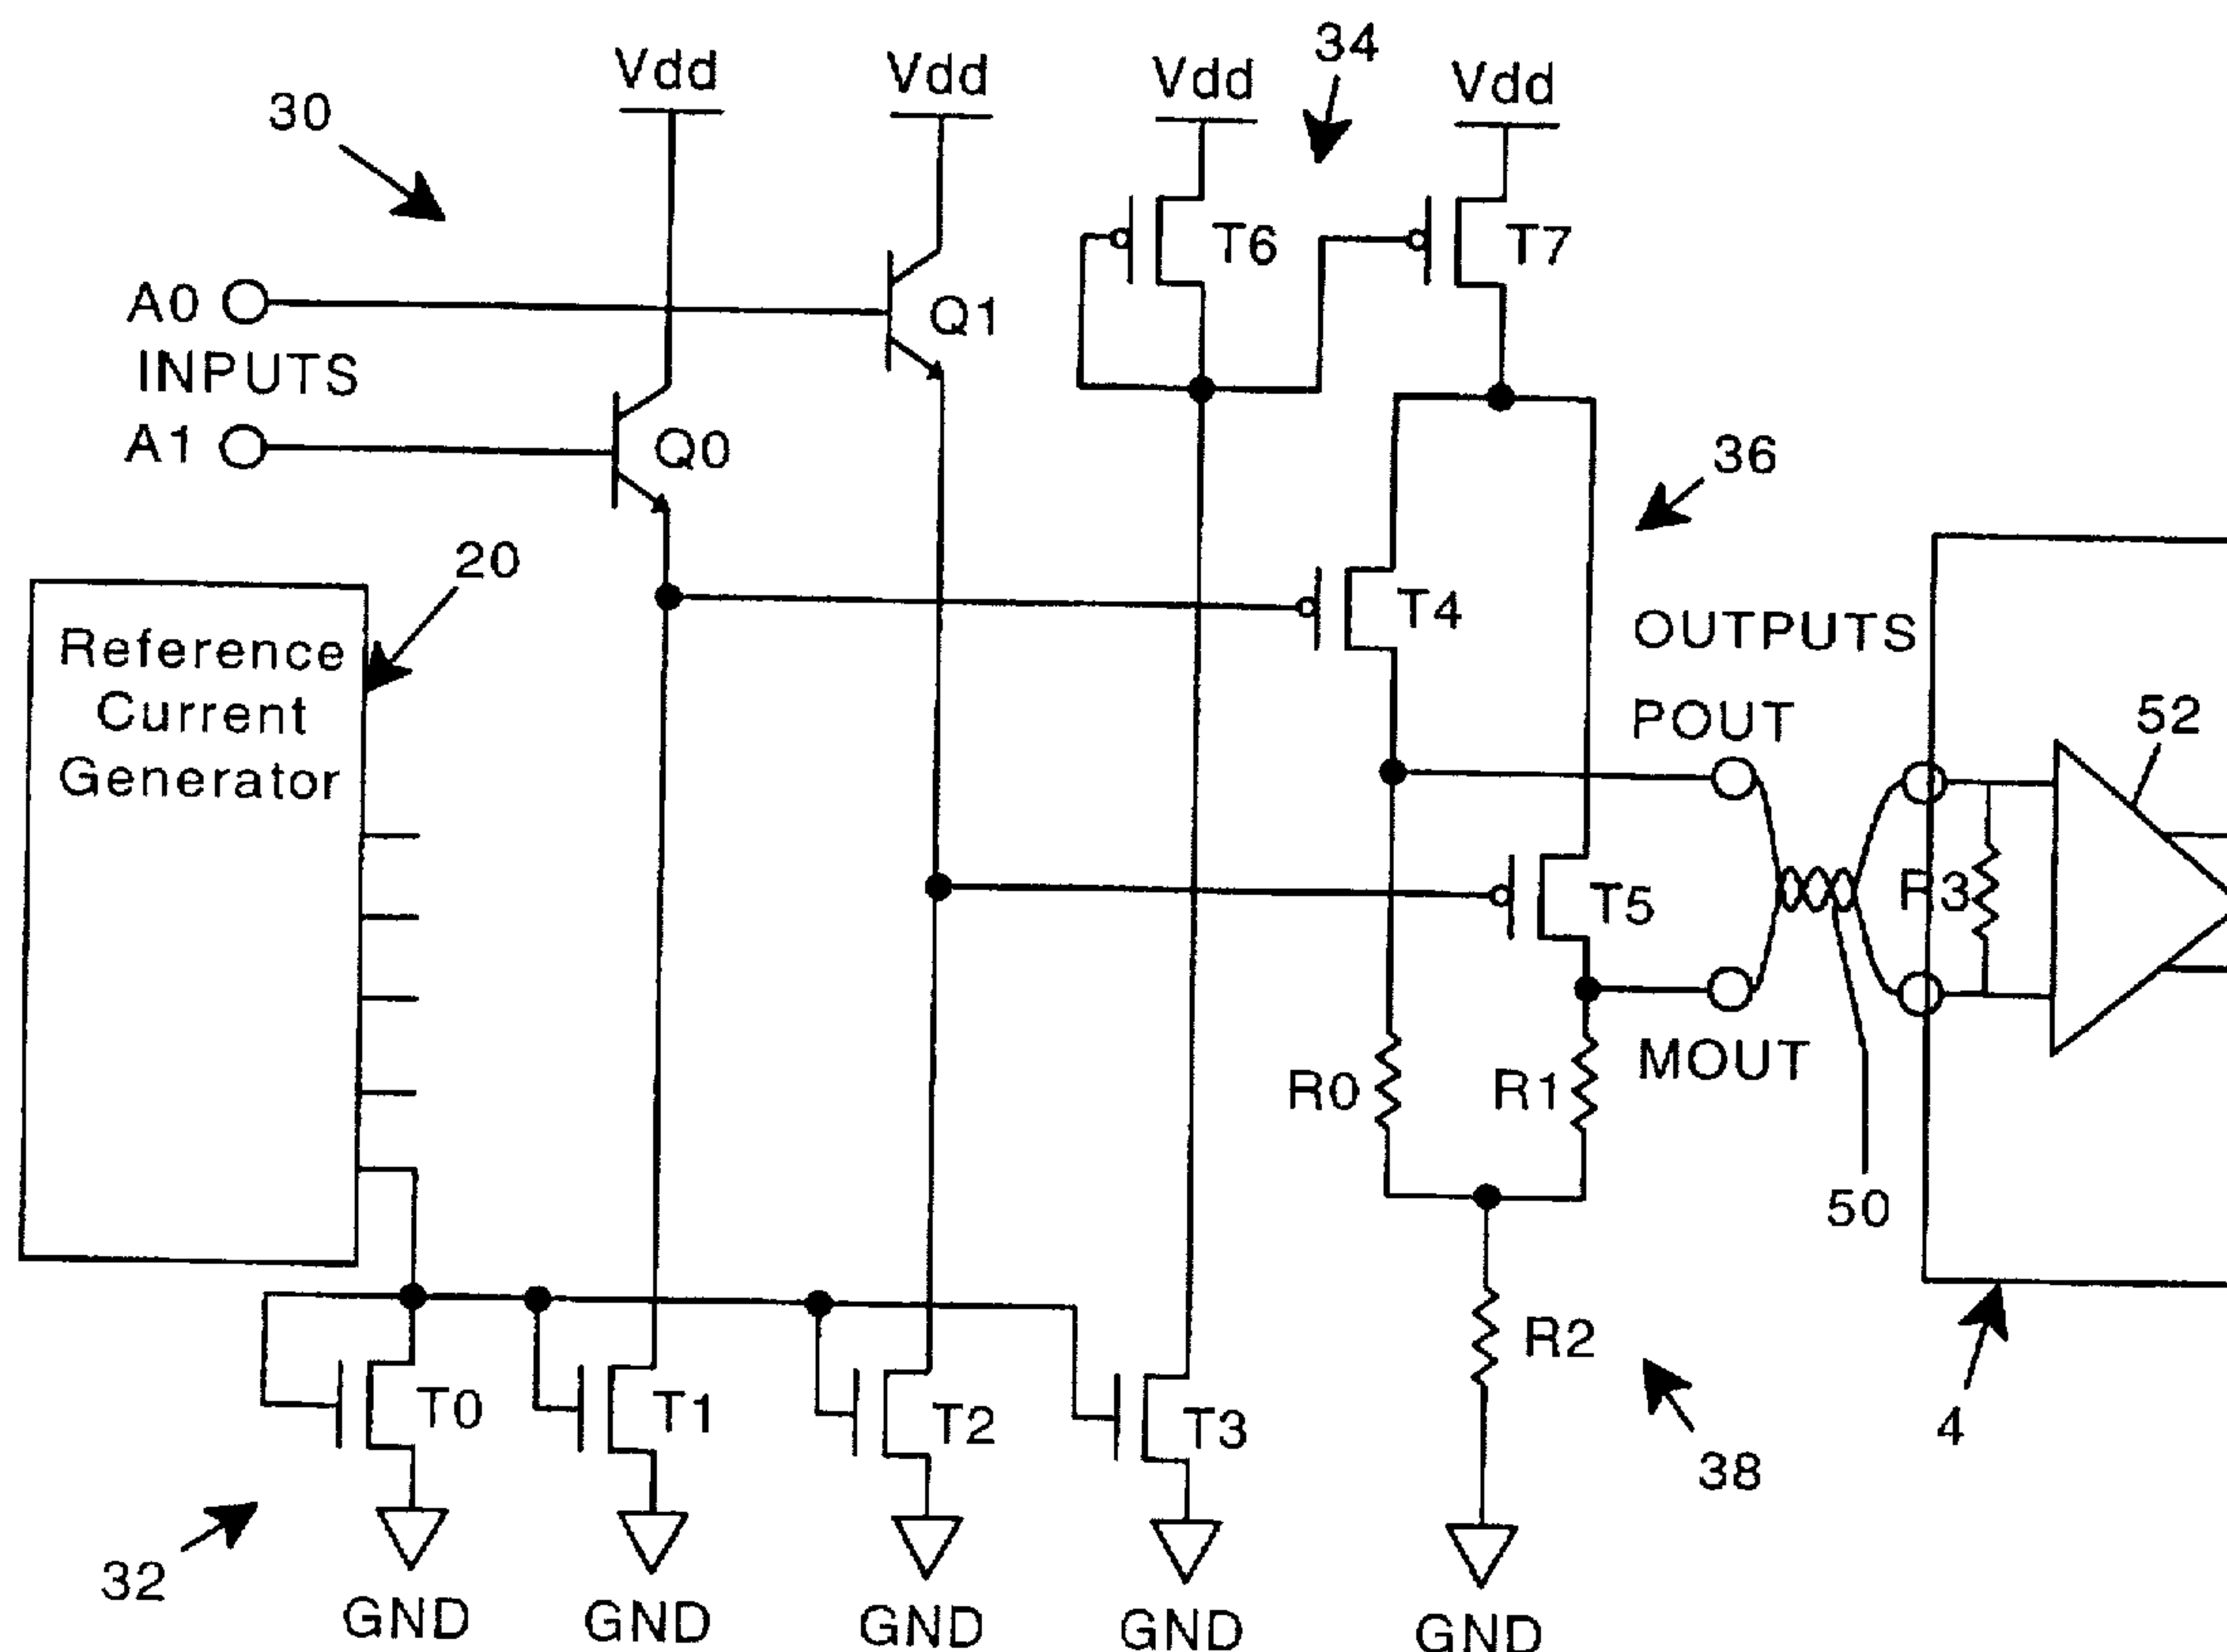 34
Vdd
Vdd
Vdd
Vdd
30
T6
T7
A0
Q1
INPUTS
A1
Q0
36
20
T4
OUTPUTS
Reference
Current
Generator
POUT
52
R3
T5
MOUT
R0
R1
50
R2
T0
T1
T2
T3
4
38
32
GND
GND
GND
GND
GND